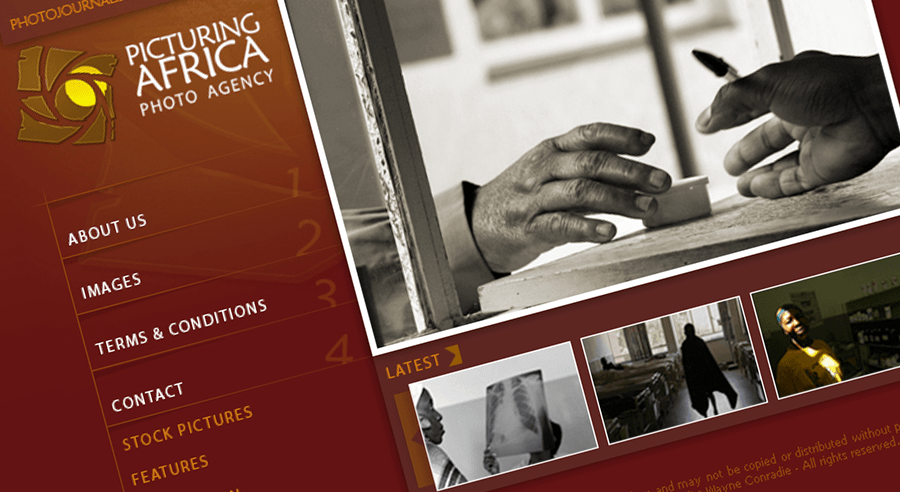 PICTURING
AFRICA
PHOTO AGENCY
1
ABOUT US
2
IMAGES
3
TERMS & CONDITIONS
4
CONTACT
STOCK PICTURES
FEATURES
LATEST
and may not be copied or distributed without
Wayne Conradie - All rights reserved.